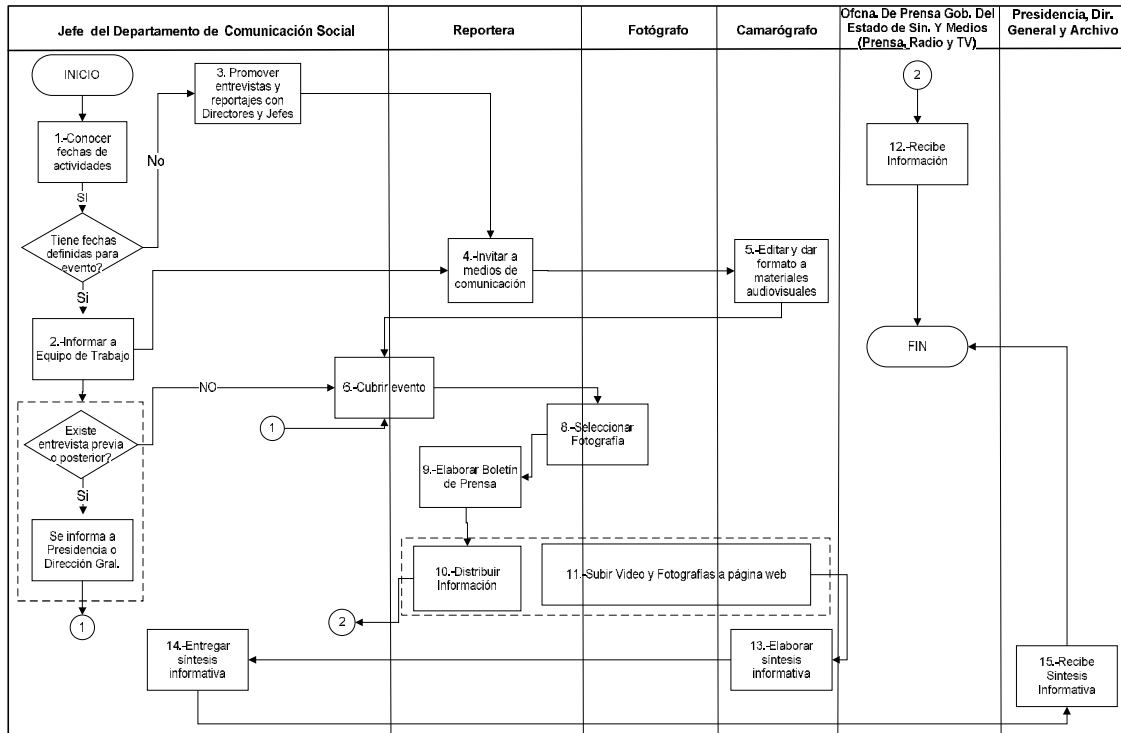 Jefe del Departamento de Comunicación Social
Reportera
Fotógrafo
Camarógrafo
Ofcna. De Prensa Gob. Del
Estado de Sin. Y Medios
(Prensa, Radio y TV)
Presidencia, Dir.
General y Archivo
INICIO
3. Promover
entrevistas y
reportajes con
Directores y Jefes
2
1.-Conocer
fechas de
actividades
No
12.-Recibe
Información
SI
Tiene fechas
definidas para
evento?
4.-Invitar a
medios de
comunicación
5.-Editar y dar
formato a
materiales
audiovisuales
Si
2.-Informar a
Equipo de Trabajo
FIN
NO
6.-Cubrir evento
Existe
entrevista previa
o posterior?
1
8.-Seleccionar
Fotografía
9.-Elaborar Boletín
de Prensa
Si
Se informa a
Presidencia o
Dirección Gral.
10.-Distribuir
Información
11.-Subir Video y Fotografías a página web
1
2
14.-Entregar
síntesis
informativa
13.-Elaborar
síntesis
informativa
15.-Recibe
Sintesis
Informativa